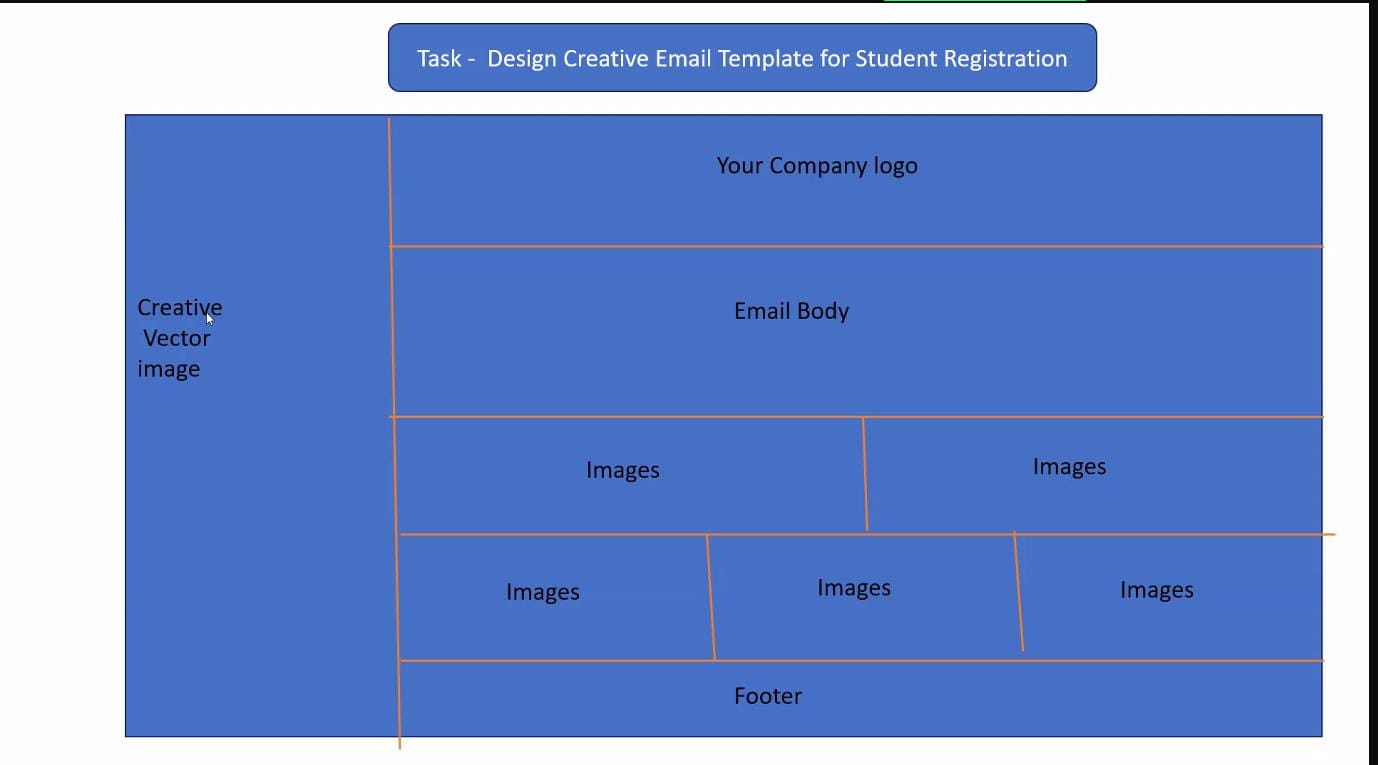 Task -  Design Creative Email Template for Student Registration
Your Company logo
Creative
Vector
image
Email Body
Images
Images
Images
Images
Images
Footer